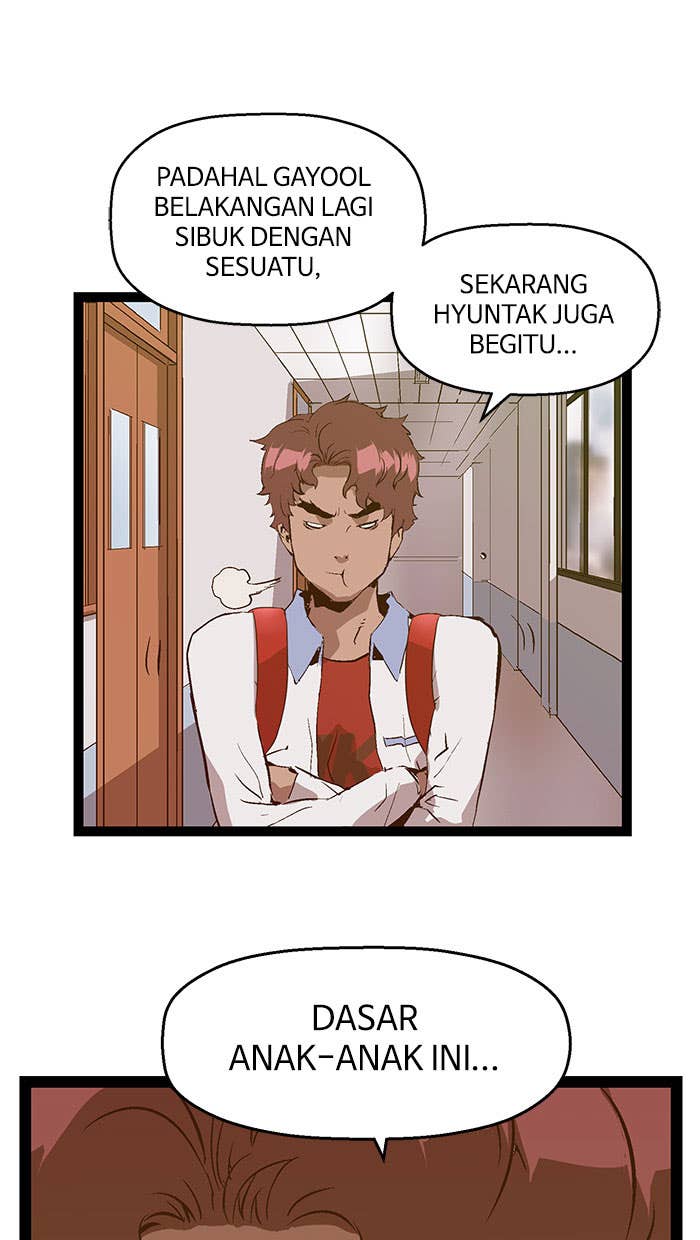 PADAHAL GAYOOL
BELAKANGAN LAGI
SIBUK DENGAN
SESUATU,
SEKARANG
HYUNTAK JUGA
BEGITU...
DASAR
ANAK-ANAK INI...